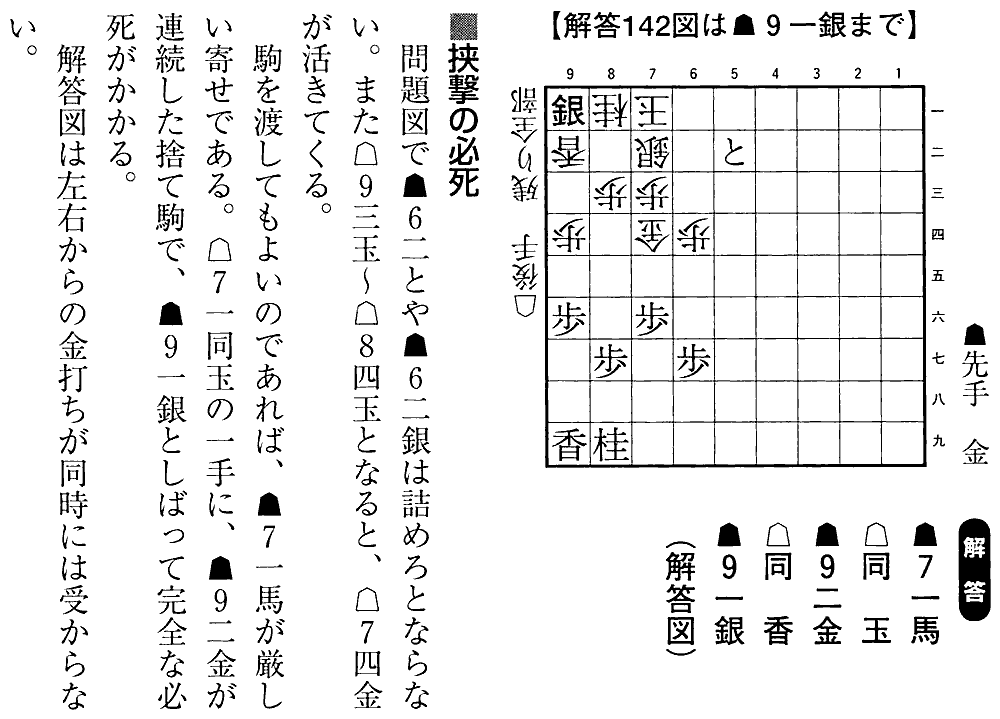 【解答142図は☗9一銀まで】
9 8 7 6 5 4 3 2 1
銀 桂 王 一
香 銀 と 二
歩 歩 三
歩 金 歩 四
五
歩 歩 六
歩 歩 七
八
香 桂 九
☗先手 金
☖後手 残り全部
解答
☗7一馬
☖同玉
☗9二金
☖同香
☗9一銀
(解答図)
■挟撃の必死
問題図で☗6二とや☗6二銀は詰めろとならな
い。また☖9三玉～☖8四玉となると、☖7四金
が活きてくる。
駒を渡してもよいのであれば、☗7一馬が厳し
い寄せである。☖7一同玉の一手に、☗9二金が
連続した捨て駒で、☗9一銀としばって完全な必
死がかかる。
解答図は左右からの金打ちが同時には受からな
い。